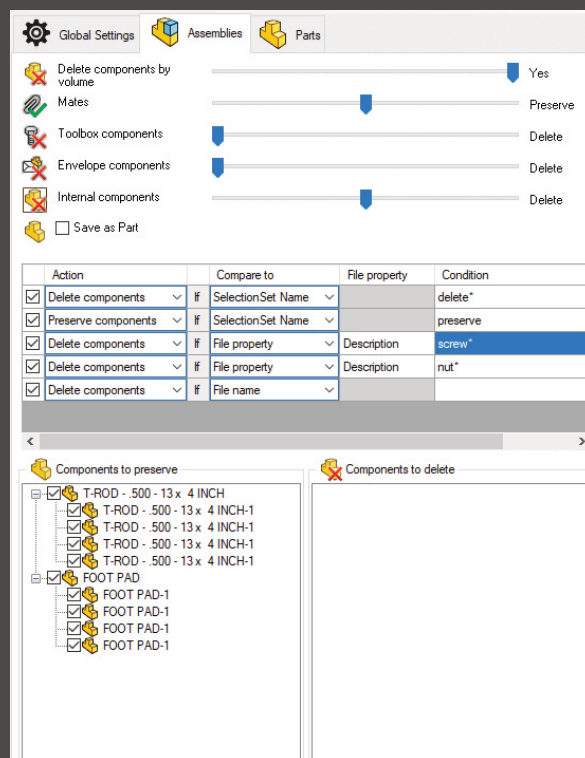 Global Settings
Assemblies
Parts
Delete components by
volume
Yes
Mates
Preserve
Toolbox components
Delete
Envelope components
Delete
Internal components
Delete
Save as Part
Action Compare to File property Condition
Delete components If SelectionSet Name delete*
Preserve components If SelectionSet Name preserve
Delete components If File property Description screw*
Delete components If File property Description nut*
Delete components If File name
Components to preserve
T-ROD - .500 - 13 x 4 INCH
T-ROD - .500 - 13 x 4 INCH-1
T-ROD - .500 - 13 x 4 INCH-1
T-ROD - .500 - 13 x 4 INCH-1
T-ROD - .500 - 13 x 4 INCH-1
FOOT PAD
FOOT PAD-1
FOOT PAD-1
FOOT PAD-1
FOOT PAD-1
Components to delete